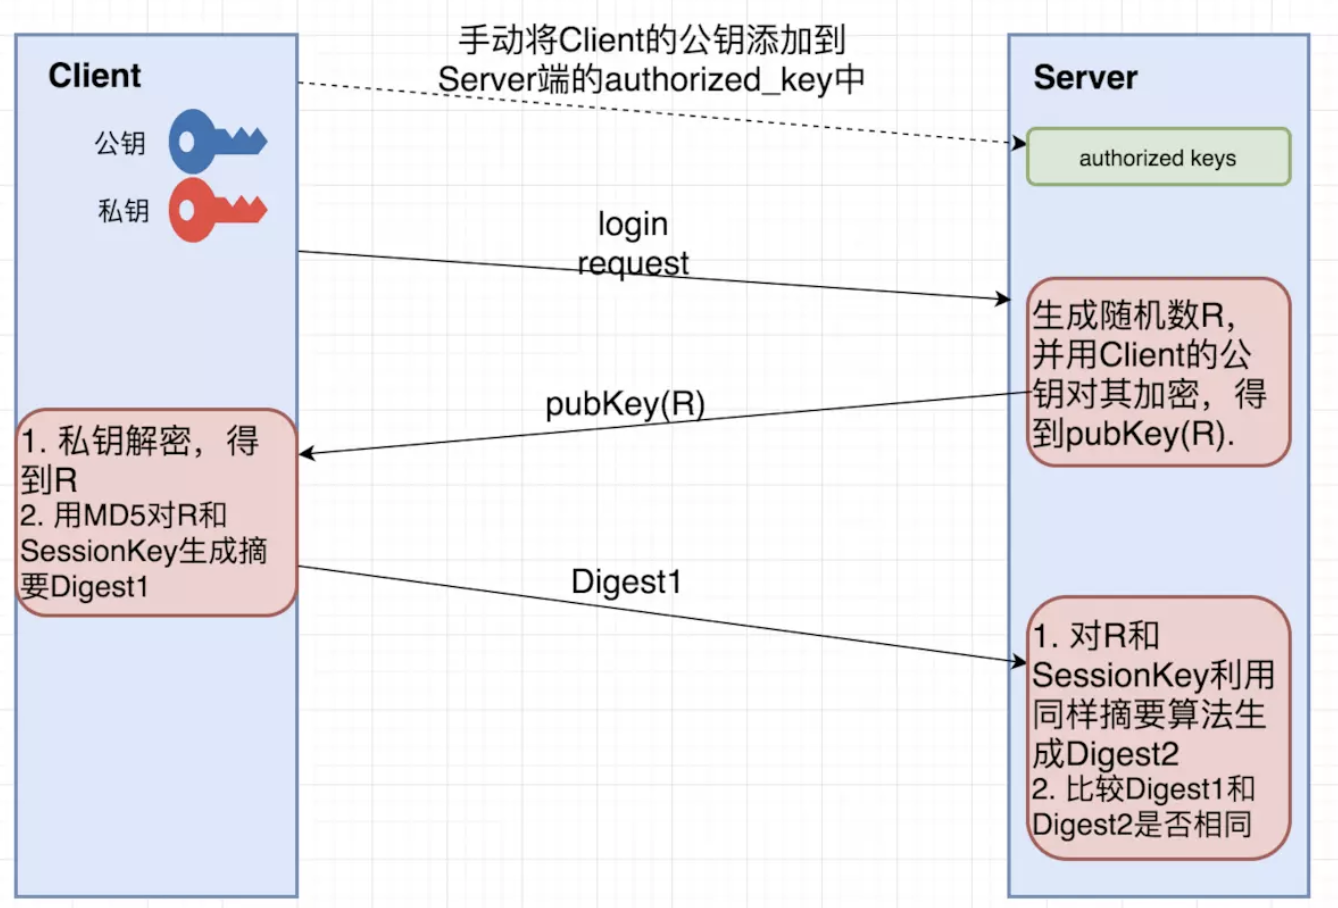 手动将Client的公钥添加到
Server端的authorized_key中
Client
公钥
私钥
Server
authorized keys
login
request
生成随机数R，
并用Client的公
钥对其加密，得
到pubKey(R).
pubKey(R)
1. 私钥解密，得
到R
2. 用MD5对R和
SessionKey生成摘
要Digest1
Digest1
1. 对R和
SessionKey利用
同样摘要算法生
成Digest2
2. 比较Digest1和
Digest2是否相同